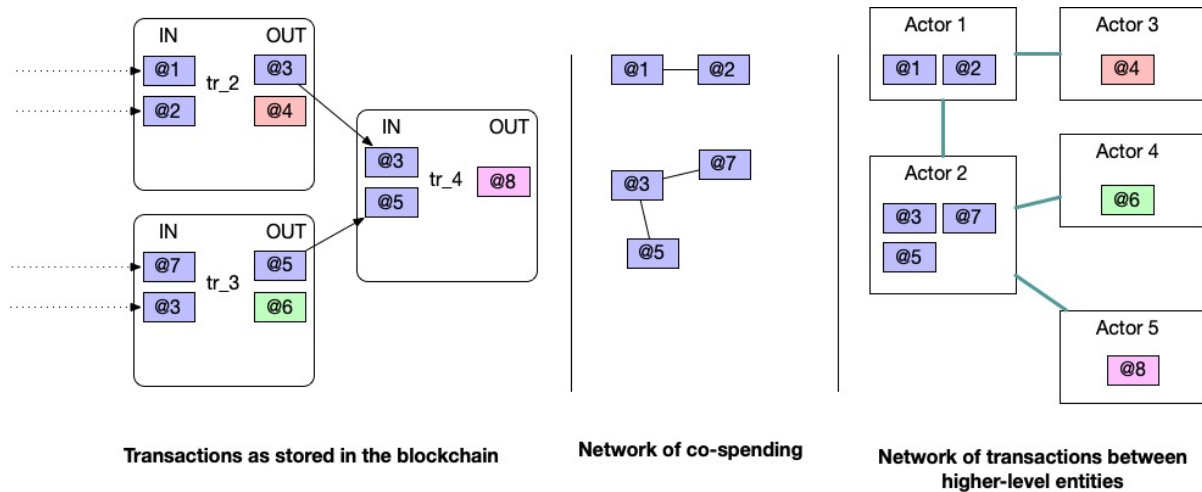 IN OUT
@1 tr_2 @3
@2 @4
IN OUT
@3 tr_4 @8
@5
IN OUT
@7 tr_3 @5
@3 @6
Transactions as stored in the blockchain
@1 @2
@7
@3
@5
Network of co-spending
Actor 1
@1 @2
Actor 3
@4
Actor 2
@3 @7
@5
Actor 4
@6
Actor 5
@8
Network of transactions between
higher-level entities